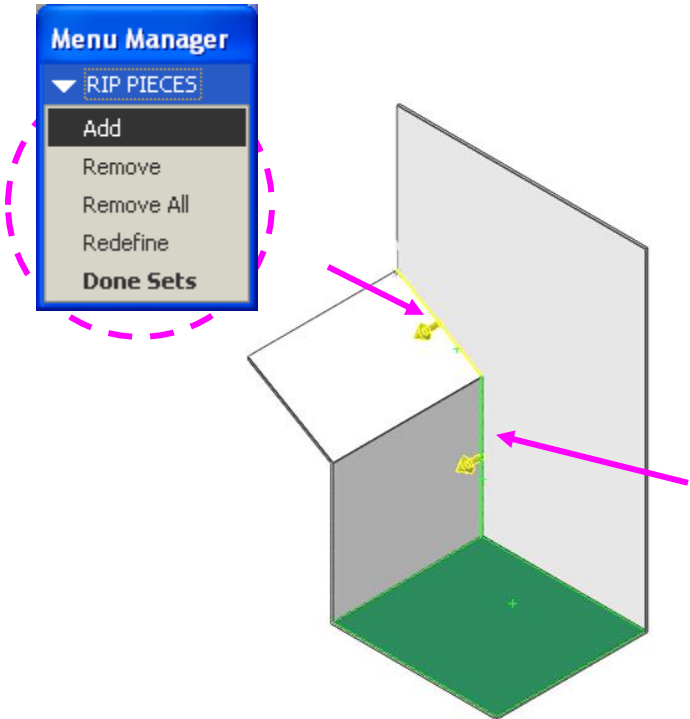 Menu Manager
RIP PIECES
Add
Remove
Remove All
Redefine
Done Sets